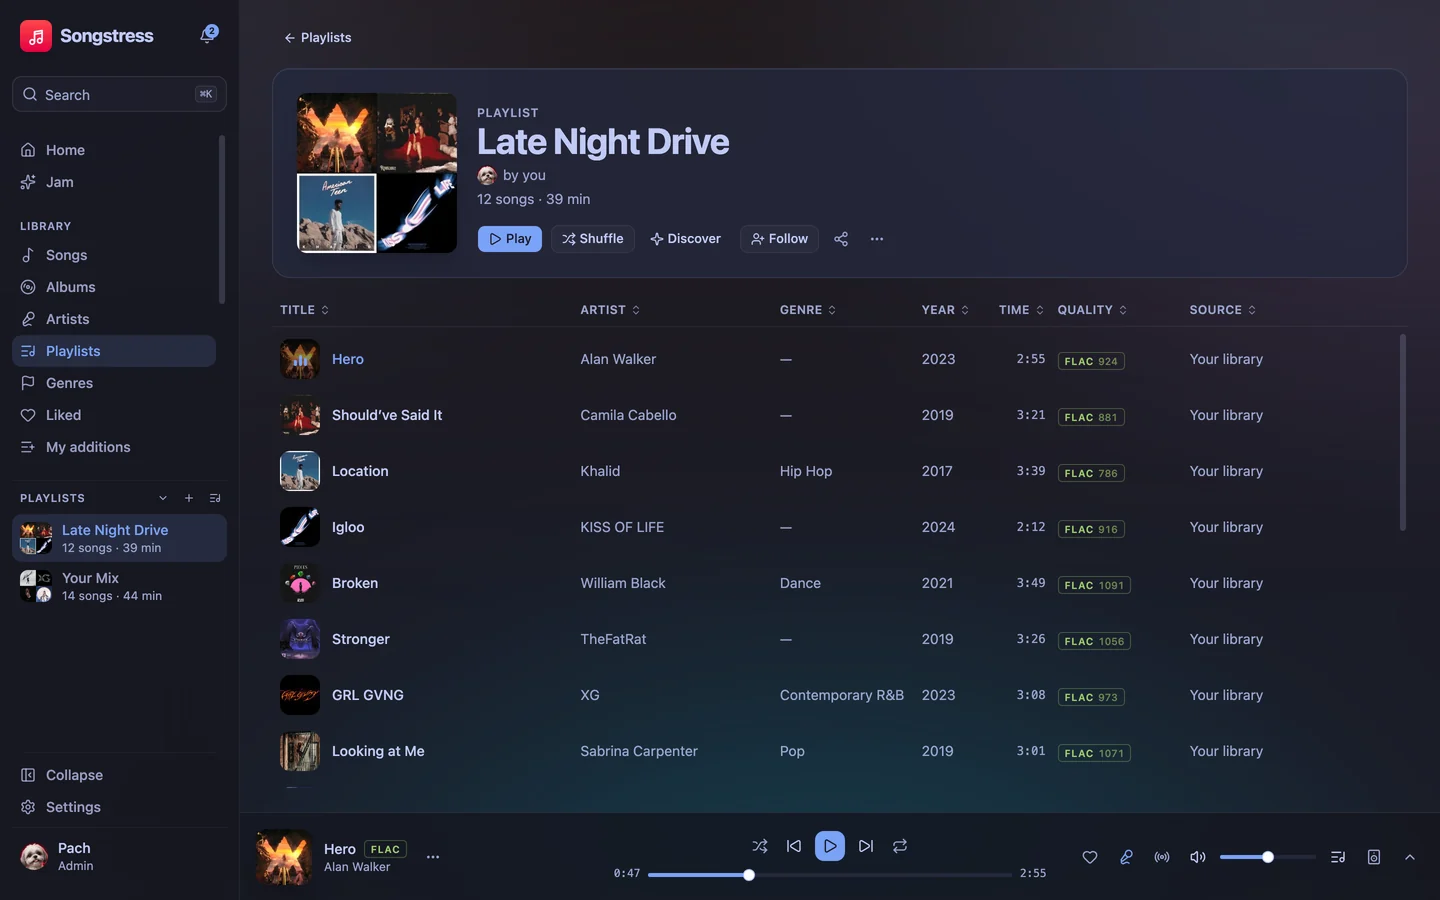 Songstress
2
Search
⌘K
Home
Jam
LIBRARY
Songs
Albums
Artists
Playlists
Genres
Liked
My additions
PLAYLISTS
Late Night Drive
12 songs · 39 min
Your Mix
14 songs · 44 min
Collapse
Settings
Pach
Admin
Playlists
American
Teen
PLAYLIST
Late Night Drive
by you
12 songs · 39 min
Play Shuffle Discover Follow
TITLE ARTIST GENRE YEAR TIME QUALITY SOURCE
Hero Alan Walker — 2023 2:55 FLAC 924 Your library
Should've Said It Camila Cabello — 2019 3:21 FLAC 881 Your library
Location Khalid Hip Hop 2017 3:39 FLAC 786 Your library
Igloo KISS OF LIFE — 2024 2:12 FLAC 916 Your library
Broken William Black Dance 2021 3:49 FLAC 1091 Your library
Stronger TheFatRat — 2019 3:26 FLAC 1056 Your library
GRL GVNG XG Contemporary R&B 2023 3:08 FLAC 973 Your library
Looking at Me Sabrina Carpenter Pop 2019 3:01 FLAC 1071 Your library
Hero FLAC
Alan Walker
0:47 2:55